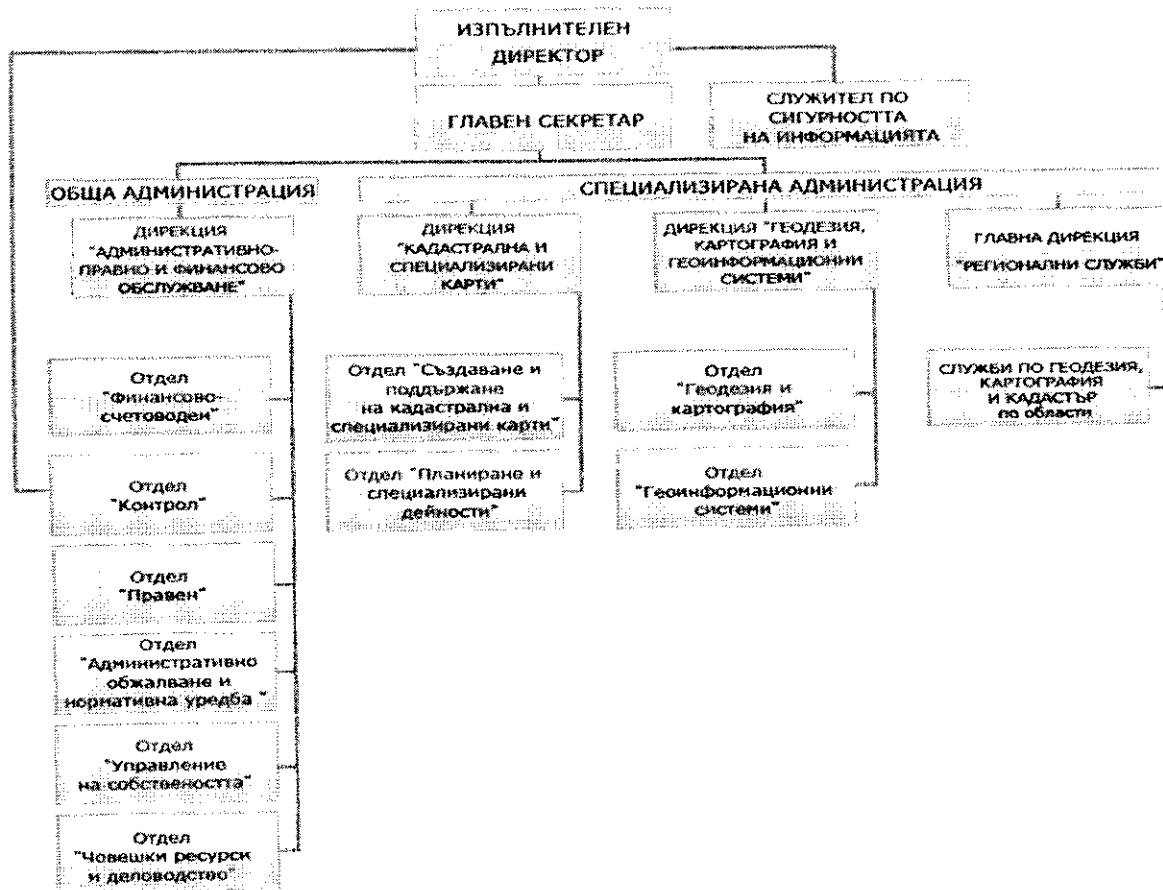 ИЗПЪЛНИТЕЛЕН
ДИРЕКТОР
ГЛАВЕН СЕКРЕТАР
СЛУЖИТЕЛ ПО
СИГУРНОСТТА
НА ИНФОРМАЦИЯТА
ОБЩА АДМИНИСТРАЦИЯ
СПЕЦИАЛИЗИРАНА АДМИНИСТРАЦИЯ
ДИРЕКЦИЯ
"АДМИНИСТРАТИВНО-
ПРАВНО И ФИНАНСОВО
ОБСЛУЖВАНЕ"
ДИРЕКЦИЯ
"КАДАСТРАЛНА И
СПЕЦИАЛИЗИРАНИ
КАРТИ"
ДИРЕКЦИЯ "ГЕОДЕЗИЯ,
КАРТОГРАФИЯ И
ГЕОИНФОРМАЦИОННИ
СИСТЕМИ"
ГЛАВНА ДИРЕКЦИЯ
"РЕГИОНАЛНИ СЛУЖБИ"
Отдел
"Финансово-
счетоводен"
Отдел "Създаване и
поддържане
на кадастрална и
специализирани карти"
Отдел
"Геодезия и
картография"
СЛУЖБИ ПО ГЕОДЕЗИЯ,
КАРТОГРАФИЯ
И КАДАСТЪР
по области
Отдел
"Контрол"
Отдел "Планиране и
специализирани
дейности"
Отдел
"Геоинформационни
системи"
Отдел
"Правен"
Отдел
"Административно
обжалване и
нормативна уредба "
Отдел
"Управление
на собствеността"
Отдел
"Човешки ресурси
и деловодство"